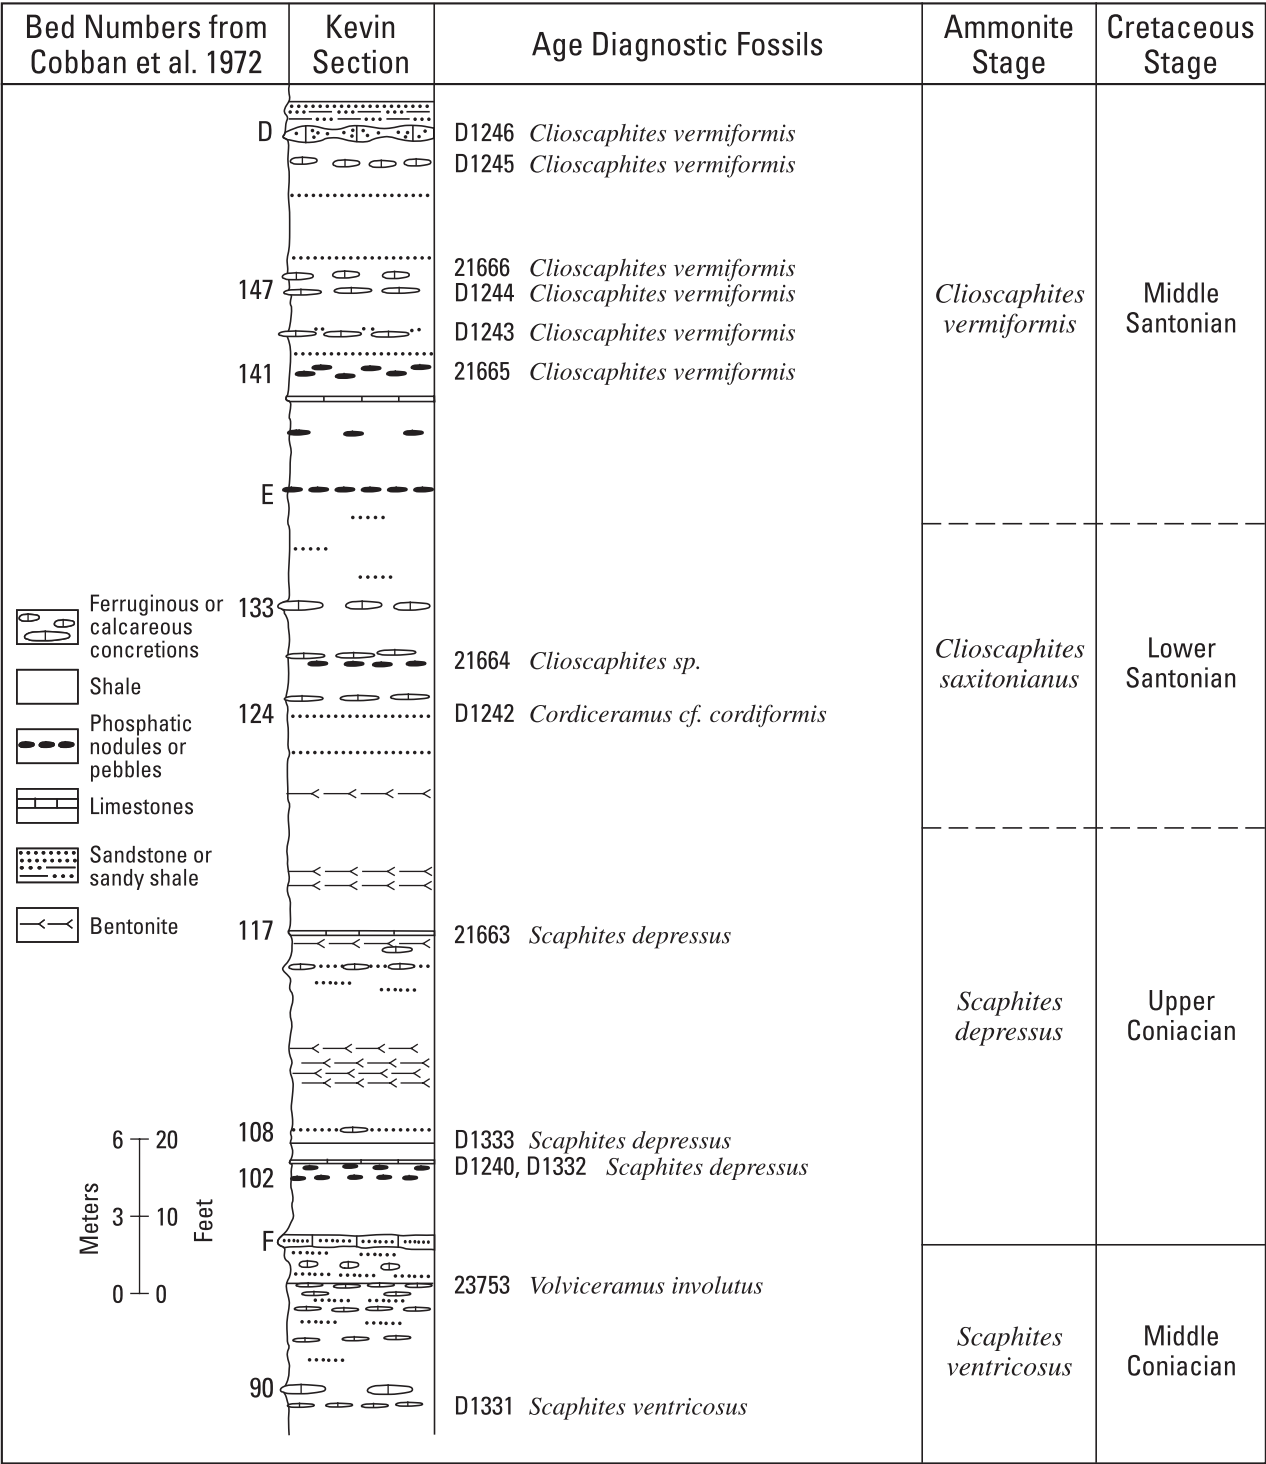 Bed Numbers from
Cobban et al. 1972
Kevin
Section
Age Diagnostic Fossils
Ammonite
Stage
Cretaceous
Stage
D
D1246 Clioscaphites vermiformis
D1245 Clioscaphites vermiformis
21666 Clioscaphites vermiformis
147
D1244 Clioscaphites vermiformis
D1243 Clioscaphites vermiformis
141
21665 Clioscaphites vermiformis
Clioscaphites
vermiformis
Middle
Santonian
E
133
21664 Clioscaphites sp.
124
D1242 Cordiceramus cf. cordiformis
Clioscaphites
saxitonianus
Lower
Santonian
Ferruginous or
calcareous
concretions
Shale
Phosphatic
nodules or
pebbles
Limestones
Sandstone or
sandy shale
Bentonite
117
21663 Scaphites depressus
108
D1333 Scaphites depressus
D1240, D1332 Scaphites depressus
102
F
Scaphites
depressus
Upper
Coniacian
6 20
3 10
0 0
Meters
Feet
23753 Volviceramus involutus
90
D1331 Scaphites ventricosus
Scaphites
ventricosus
Middle
Coniacian